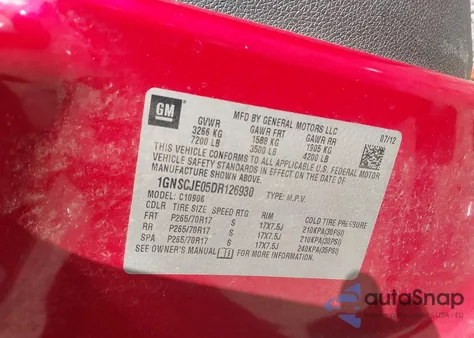 GM
MFD BY GENERAL MOTORS LLC
07/12
GVWR GAWR FRT GAWR RR
3266 KG 1588 KG 1905 KG
7200 LB 3500 LB 4200 LB
THIS VEHICLE CONFORMS TO ALL APPLICABLE U.S. FEDERAL MOTOR
VEHICLE SAFETY STANDARDS IN EFFECT ON THE DATE OF
MANUFACTURE SHOWN ABOVE.
1GNSCJE05DR126930 TYPE: M.P.V.
MODEL: C10906
CDLR TIRE SIZE SPEED RTG RIM COLD TIRE PRESSURE
FRT P265/70R17 S 17X7.5J 210KPA(30PSI)
RR P265/70R17 S 17X7.5J 210KPA(30PSI)
SPA P265/70R17 S 17X7.5J 240KPA(35PSI)
SEE OWNER'S MANUAL FOR MORE INFORMATION.
autoSnap